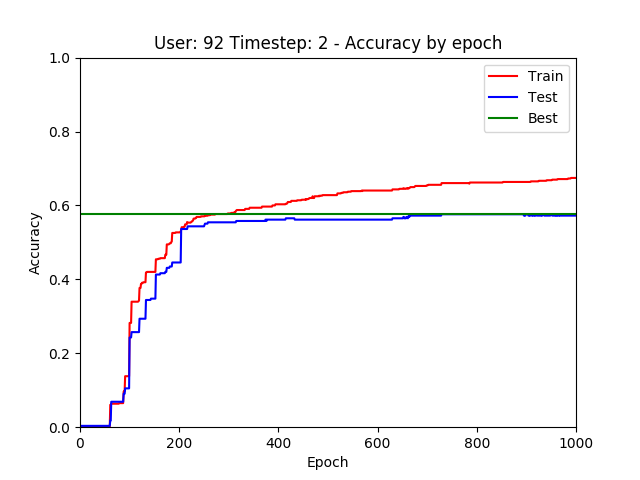 User: 92 Timestep: 2 - Accuracy by epoch
1.0
0.8
0.6
0.4
0.2
0.0
Accuracy
Train
Test
Best
0 200 400 600 800 1000
Epoch